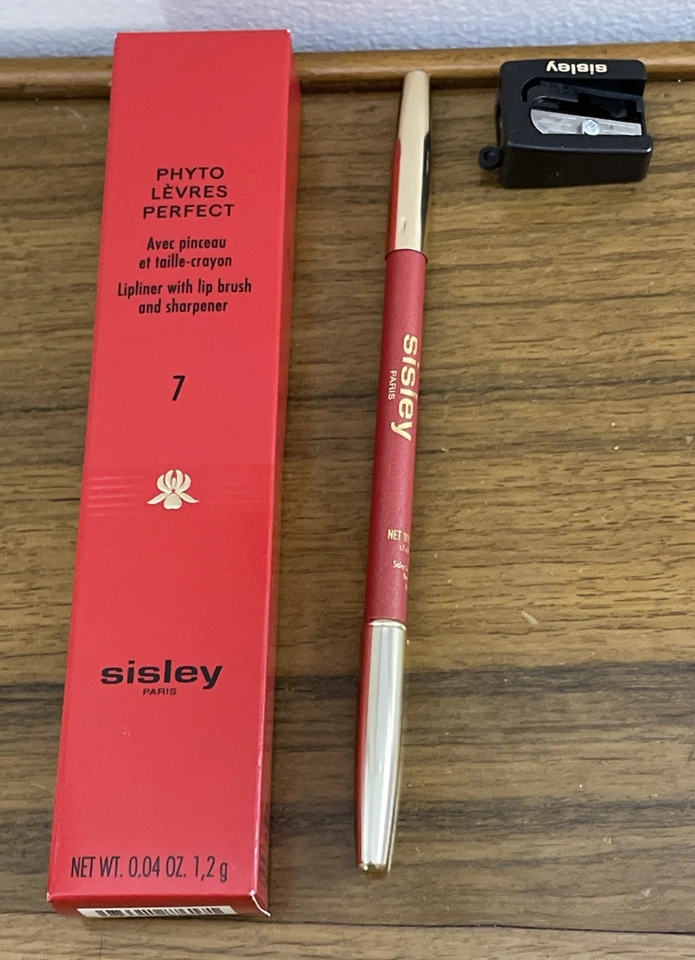 PHYTO
LÈVRES
PERFECT
Avec pinceau
et taille-crayon
Lipliner with lip brush
and sharpener
7
sisley
PARIS
NET WT. 0.04 OZ. 1,2 g
sisley
PARIS
NET
sisley